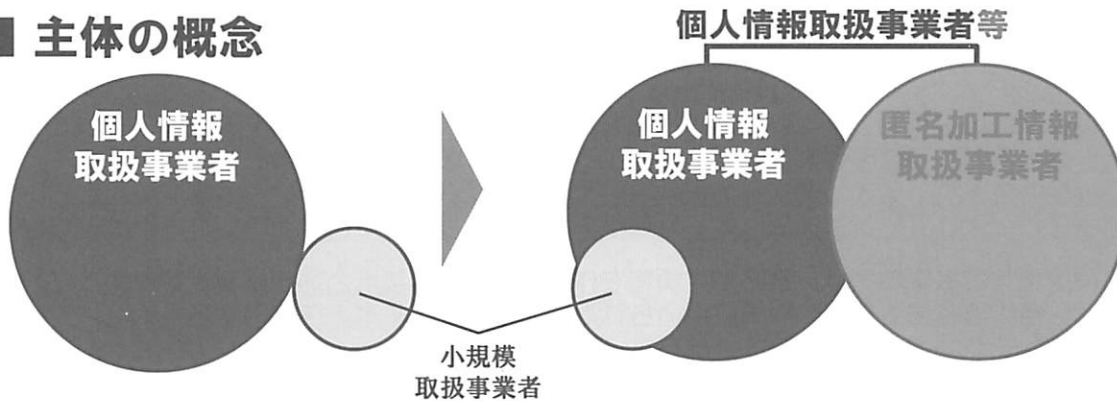 ■ 主体の概念
個人情報取扱事業者等
個人情報
取扱事業者
個人情報
取扱事業者
匿名加工情報
取扱事業者
小規模
取扱事業者